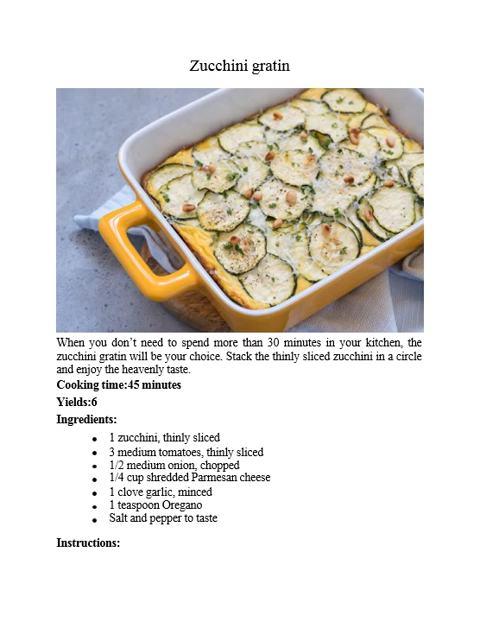 Zucchini gratin
When you don’t need to spend more than 30 minutes in your kitchen, the
zucchini gratin will be your choice. Stack the thinly sliced zucchini in a circle
and enjoy the heavenly taste.
Cooking time:45 minutes
Yields:6
Ingredients:
● 1 zucchini, thinly sliced
● 3 medium tomatoes, thinly sliced
● 1/2 medium onion, chopped
● 1/4 cup shredded Parmesan cheese
● 1 clove garlic, minced
● 1 teaspoon Oregano
● Salt and pepper to taste
Instructions: